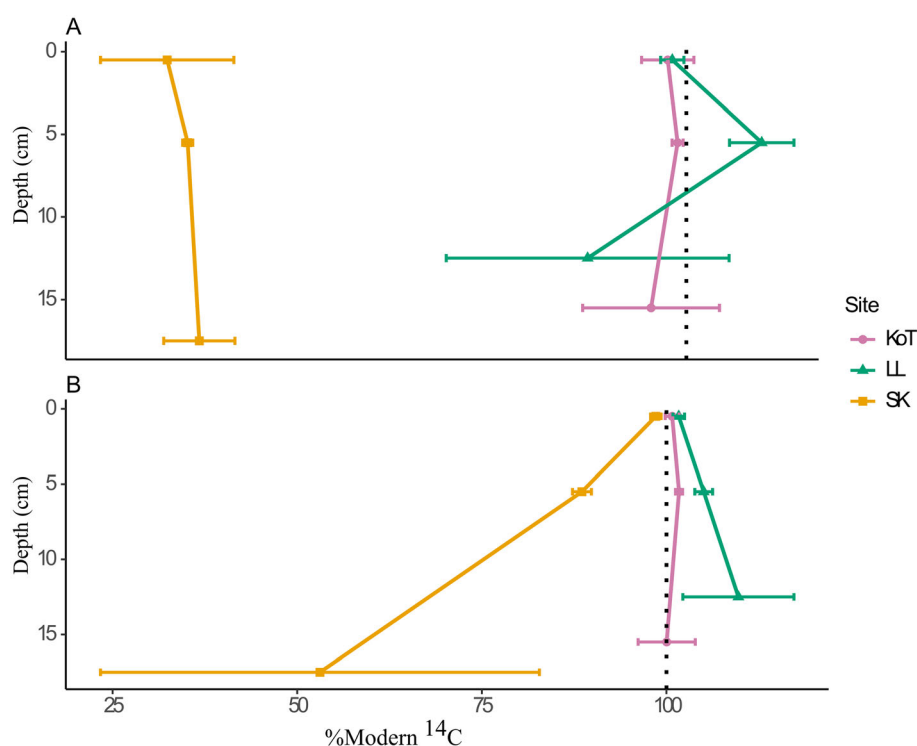 A
0
5
10
15
Depth (cm)
Site
KoT
LL
SK
B
0
5
10
15
Depth (cm)
25 50 75 100
%Modern ¹⁴C